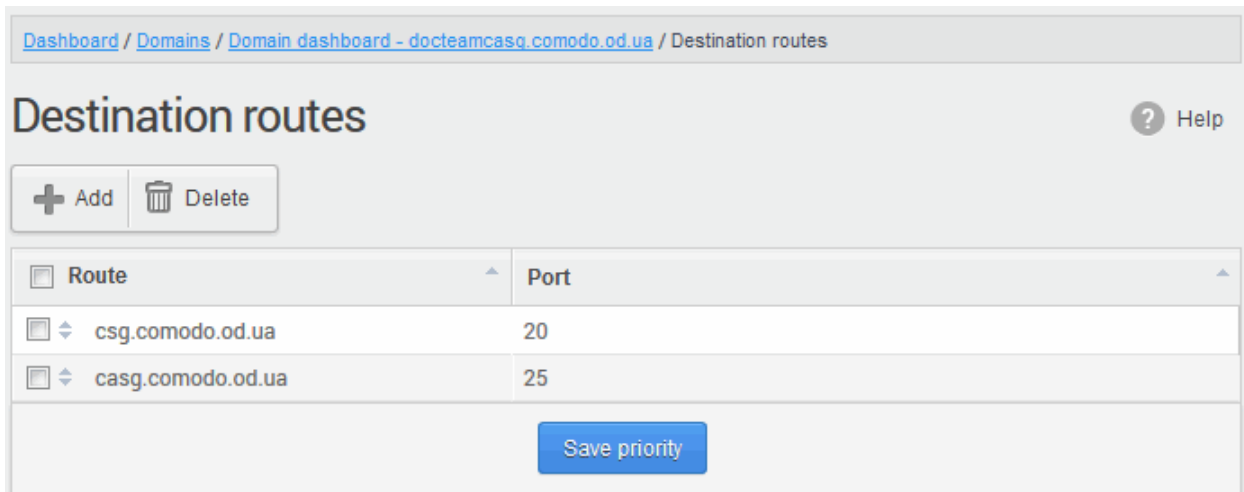 Dashboard / Domains / Domain dashboard - docteamcasg.comodo.od.ua / Destination routes
Destination routes
? Help
Add Delete
Route Port
csg.comodo.od.ua 20
casg.comodo.od.ua 25
Save priority